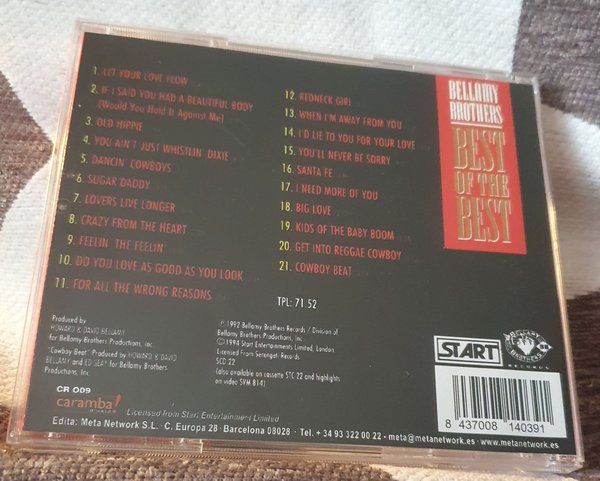 1. LET YOUR LOVE FLOW
2. IF I SAID YOU HAD A BEAUTIFUL BODY
(Would You Hold It Against Me)
3. OLD HIPPIE
4. YOU AIN'T JUST WHISTLIN' DIXIE
5. DANCIN' COWBOYS
6. SUGAR DADDY
7. LOVERS LIVE LONGER
8. CRAZY FROM THE HEART
9. FEELIN' THE FEELIN'
10. DO YOU LOVE AS GOOD AS YOU LOOK
11. FOR ALL THE WRONG REASONS
12. REDNECK GIRL
13. WHEN I'M AWAY FROM YOU
14. I'D LIE TO YOU FOR YOUR LOVE
15. YOU'LL NEVER BE SORRY
16. SANTA FE
17. I NEED MORE OF YOU
18. BIG LOVE
19. KIDS OF THE BABY BOOM
20. GET INTO REGGAE COWBOY
21. COWBOY BEAT
TPL: 71.52
BELLAMY
BROTHERS
BEST
OF THE
BEST
Produced by
HOWARD & DAVID BELLAMY
for Bellamy Brothers Productions, inc.
"Cowboy Beat" Produced by HOWARD & DAVID
BELLAMY and ED SEAY for Bellamy Brothers
Productions, Inc.
℗ 1992 Bellamy Brothers Records / Division of
Bellamy Brothers Productions, Inc.
© 1994 Start Entertainments Limited, London
Licensed From Serengeti Records
SCD 22
(also available on cassette STC 22 and highlights
on video SVM 814)
START
BELLAMY
BROTHERS
RECORDS
CR 009
caramba!
Licensed from Start Entertainment Limited
Edita: Meta Network S.L. · C. Europa 28 · Barcelona 08028 · Tel. + 34 93 322 00 22 · meta@metanetwork.es · www.metanetwork.es
8 437008 140391